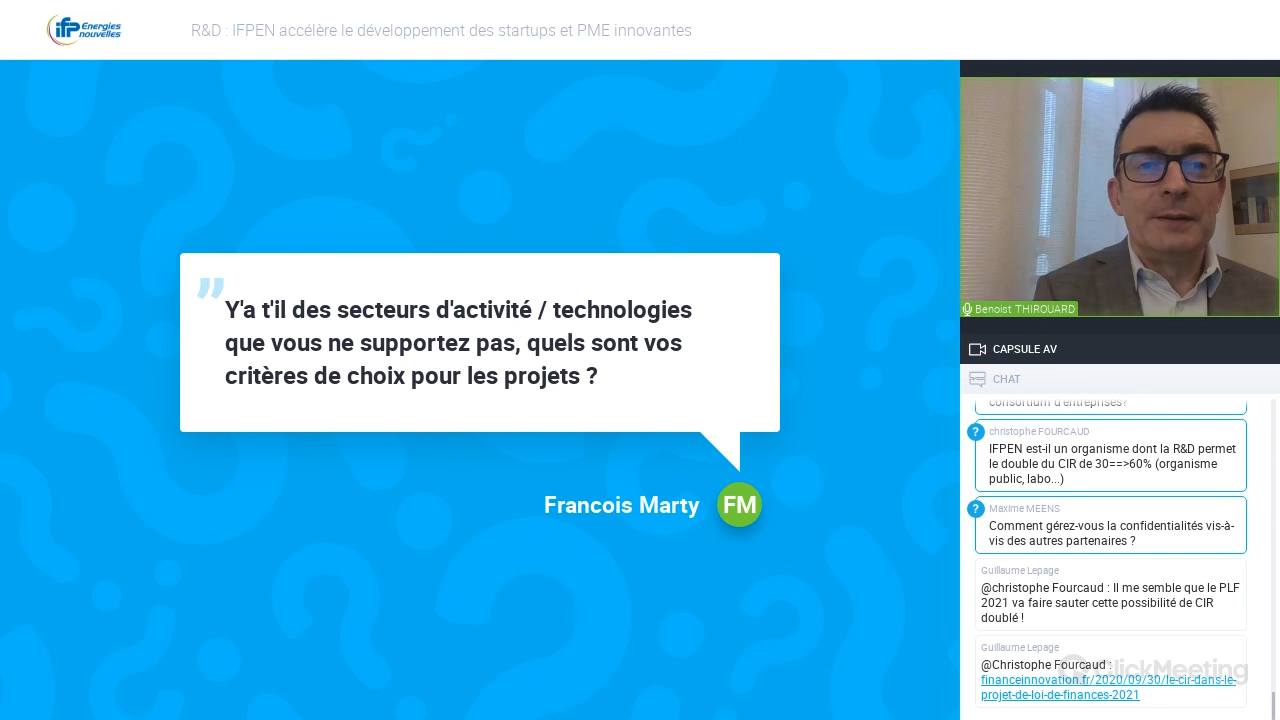 ifp Energies
nouvelles
R&D : IFPEN accélère le développement des startups et PME innovantes
Y'a t'il des secteurs d'activité / technologies
que vous ne supportez pas, quels sont vos
critères de choix pour les projets ?
Francois Marty FM
Benoist THIROUARD
CAPSULE AV
CHAT
consortium d'entreprises?
?
christophe FOURCAUD
IFPEN est-il un organisme dont la R&D permet
le double du CIR de 30==>60% (organisme
public, labo...)
?
Maxime MEENS
Comment gérez-vous la confidentialités vis-à-
vis des autres partenaires ?
Guillaume Lepage
@christophe Fourcaud : Il me semble que le PLF
2021 va faire sauter cette possibilité de CIR
doublé !
Guillaume Lepage
@Christophe Fourcaud :
financeinnovation.fr/2020/09/30/le-cir-dans-le-
projet-de-loi-de-finances-2021
ClickMeeting